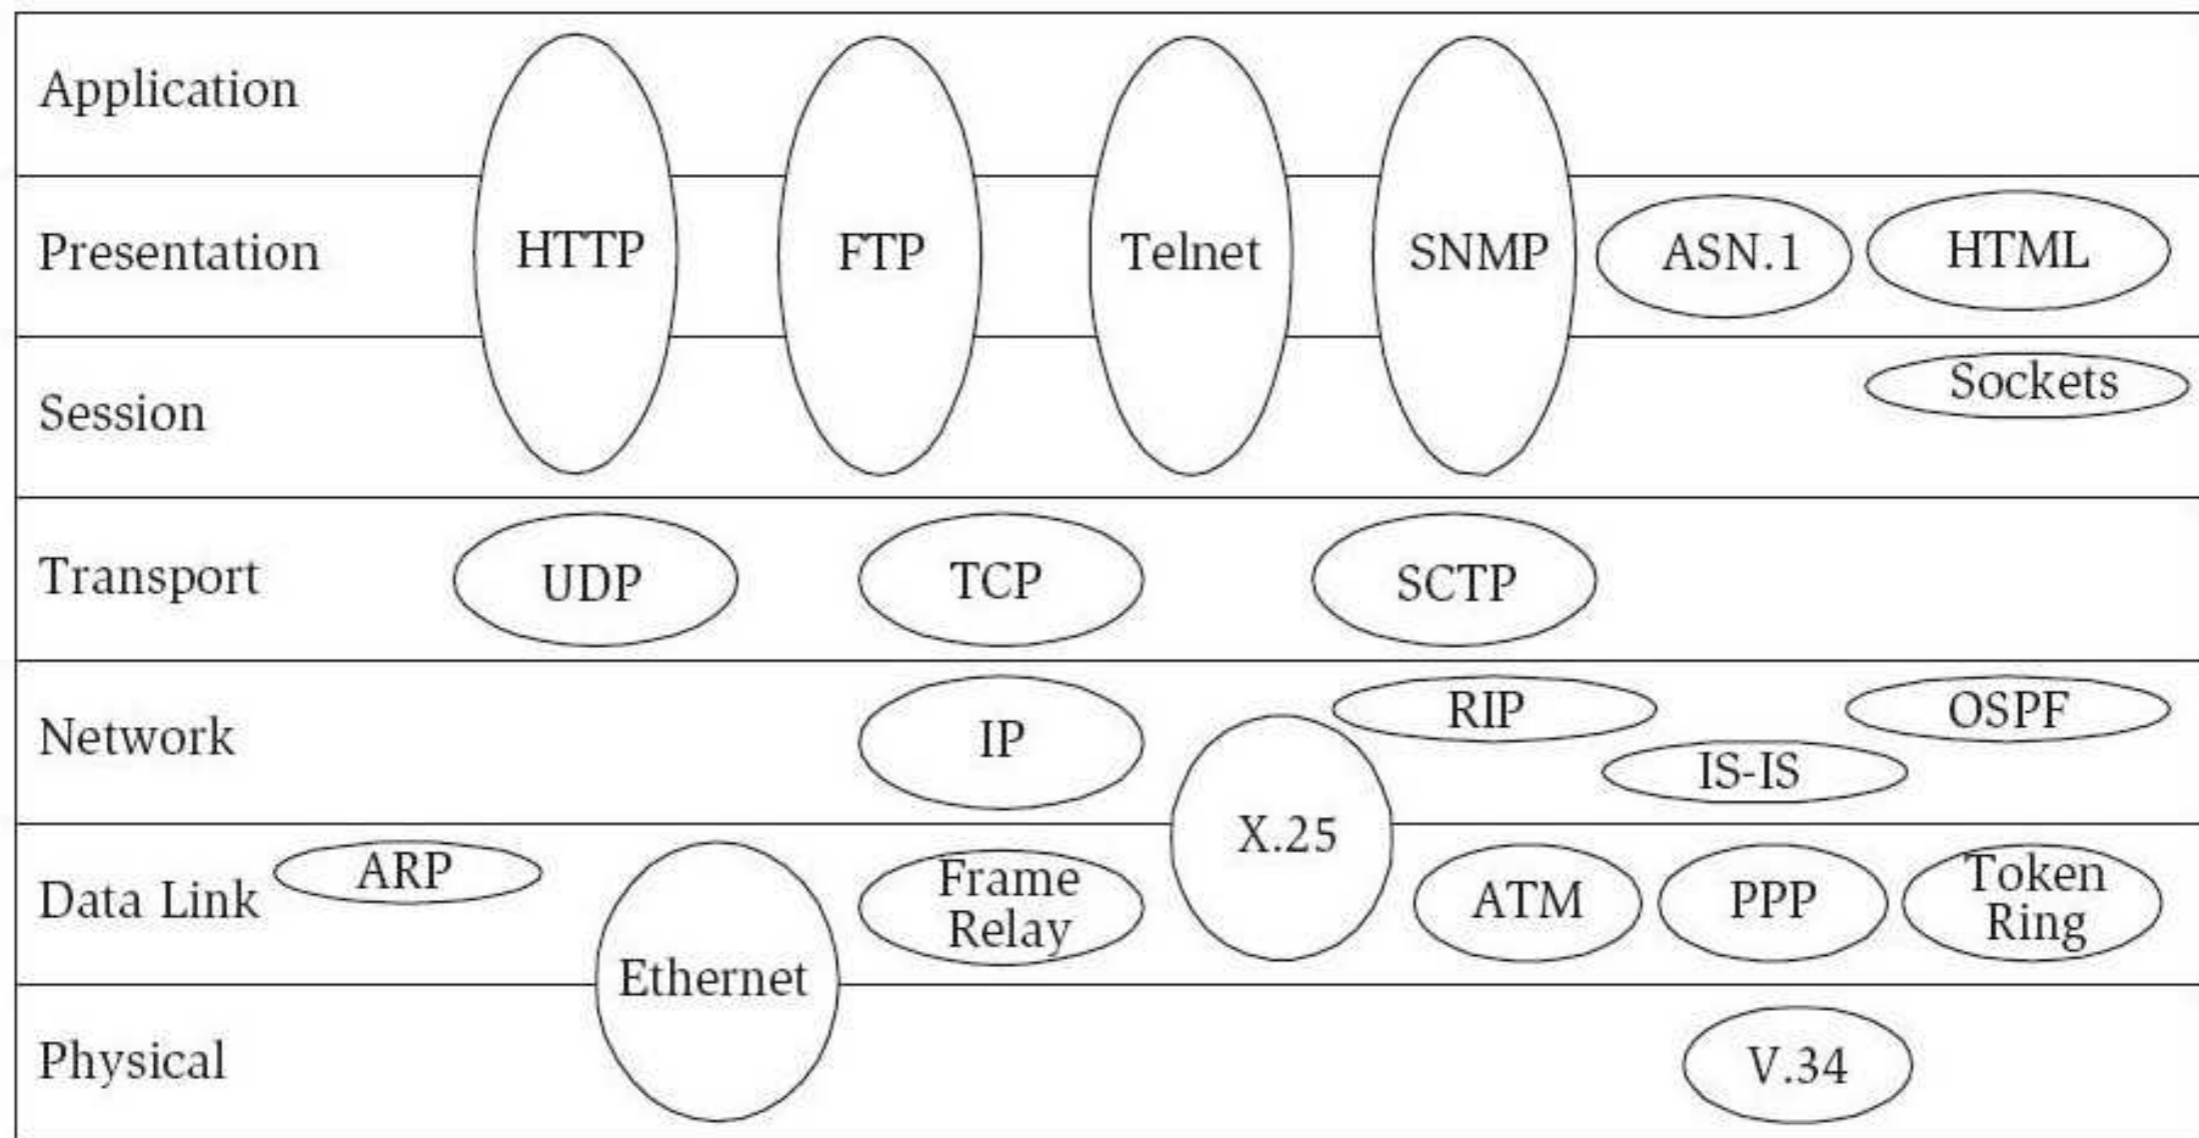 Application
Presentation
HTTP
FTP
Telnet
SNMP
ASN.1
HTML
Session
Sockets
Transport
UDP
TCP
SCTP
Network
IP
X.25
RIP
IS-IS
OSPF
Data Link
ARP
Ethernet
Frame
Relay
ATM
PPP
Token
Ring
Physical
V.34